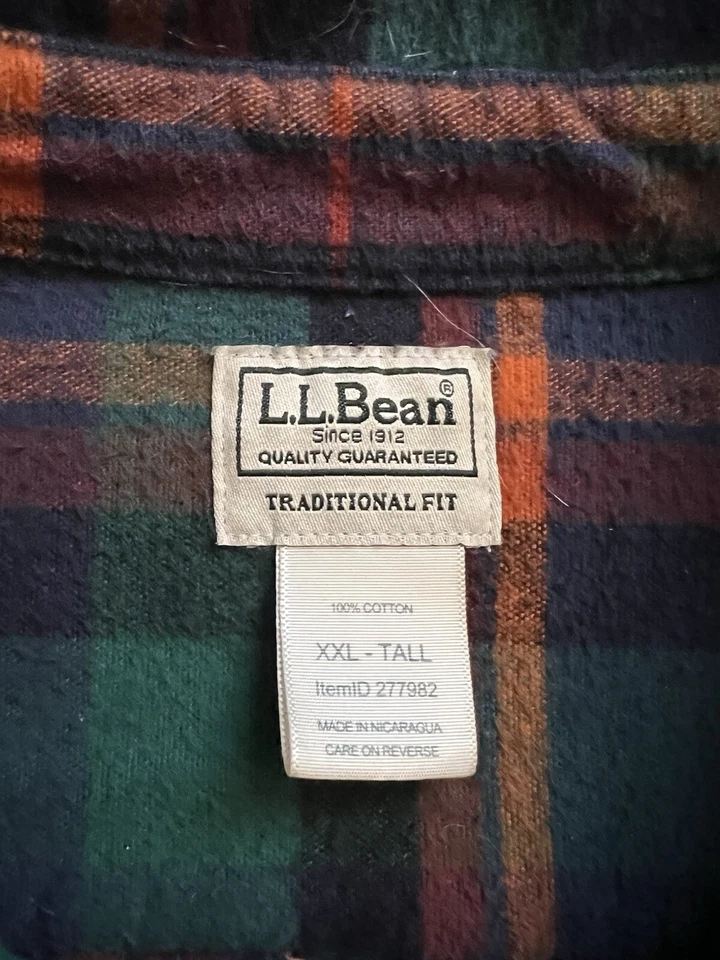 L.L.Bean®
Since 1912
QUALITY GUARANTEED
TRADITIONAL FIT
100% COTTON
XXL - TALL
ItemID 277982
MADE IN NICARAGUA
CARE ON REVERSE